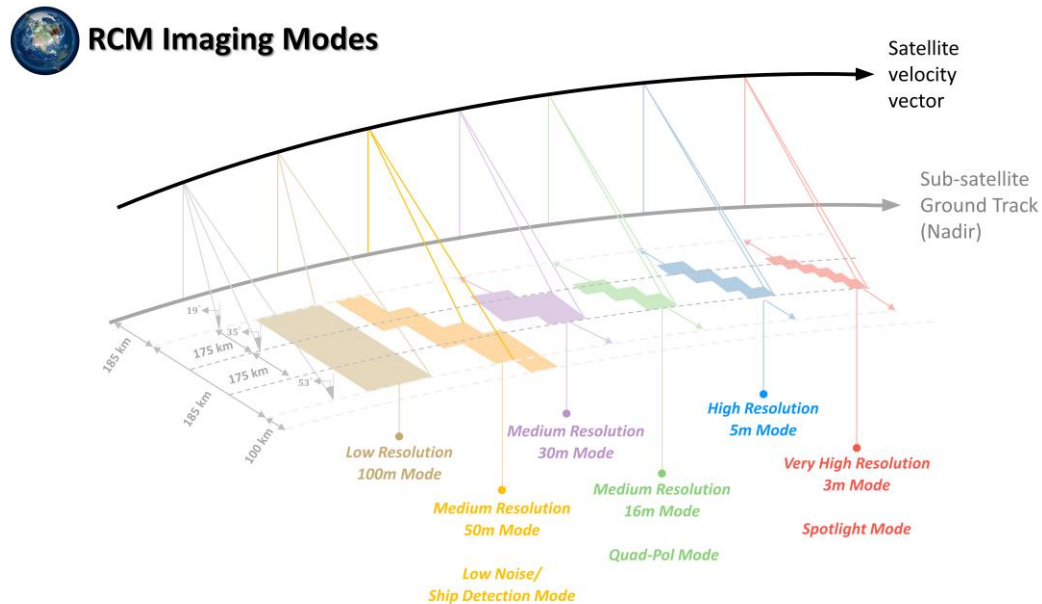 RCM Imaging Modes
Satellite
velocity
vector
Sub-satellite
Ground Track
(Nadir)
19°
35°
53°
185 km
175 km
175 km
185 km
100 km
Low Resolution
100m Mode
Medium Resolution
50m Mode
Low Noise/
Ship Detection Mode
Medium Resolution
30m Mode
Medium Resolution
16m Mode
Quad-Pol Mode
High Resolution
5m Mode
Very High Resolution
3m Mode
Spotlight Mode